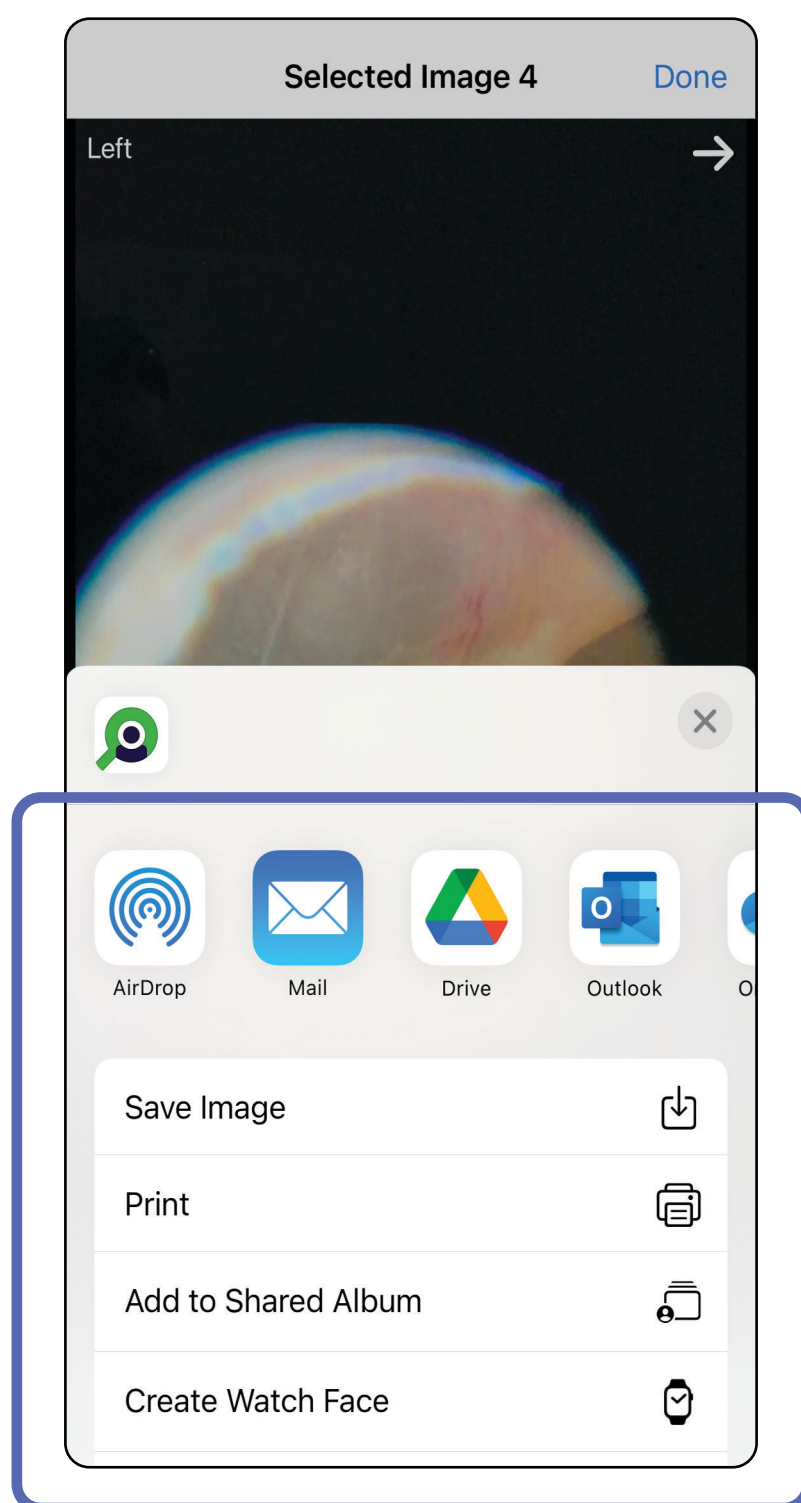 Selected Image 4 Done
Left
AirDrop Mail Drive Outlook
Save Image
Print
Add to Shared Album
Create Watch Face